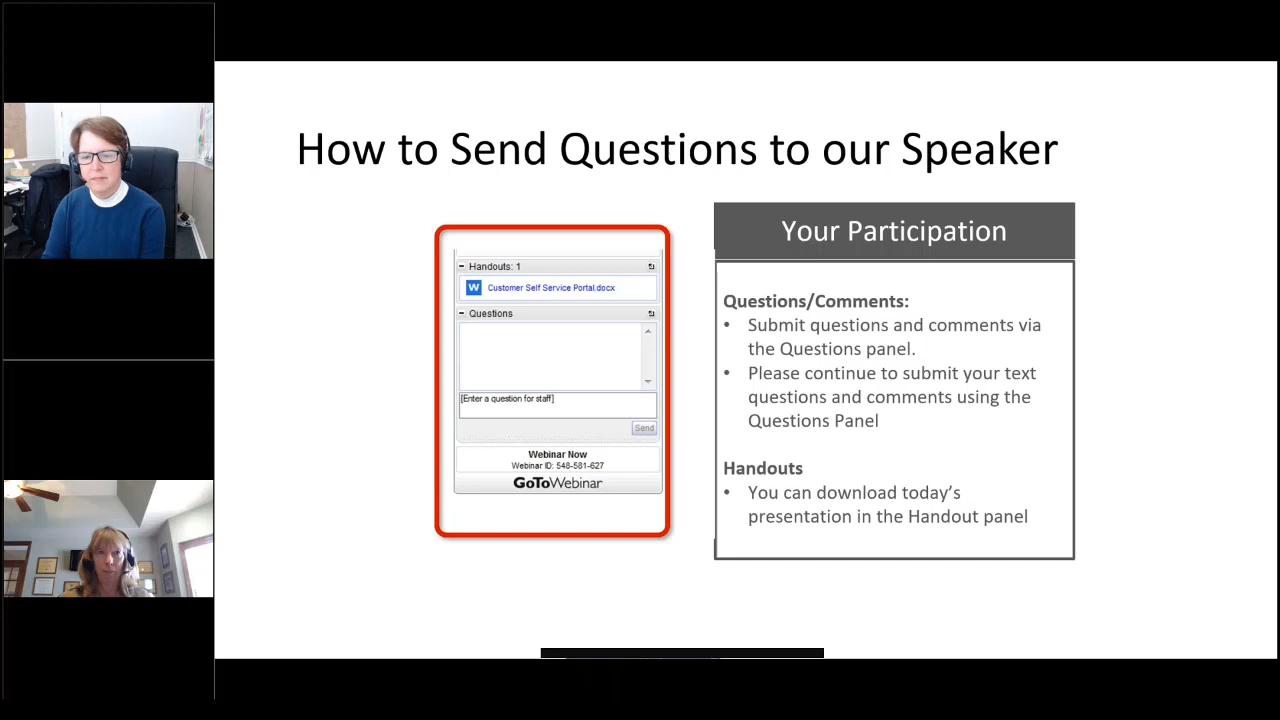 How to Send Questions to our Speaker
Handouts: 1
W Customer Self Service Portal.docx
Questions
[Enter a question for staff]
Send
Webinar Now
Webinar ID: 548-581-627
GoToWebinar
Your Participation
Questions/Comments:
• Submit questions and comments via
the Questions panel.
• Please continue to submit your text
questions and comments using the
Questions Panel
Handouts
• You can download today’s
presentation in the Handout panel